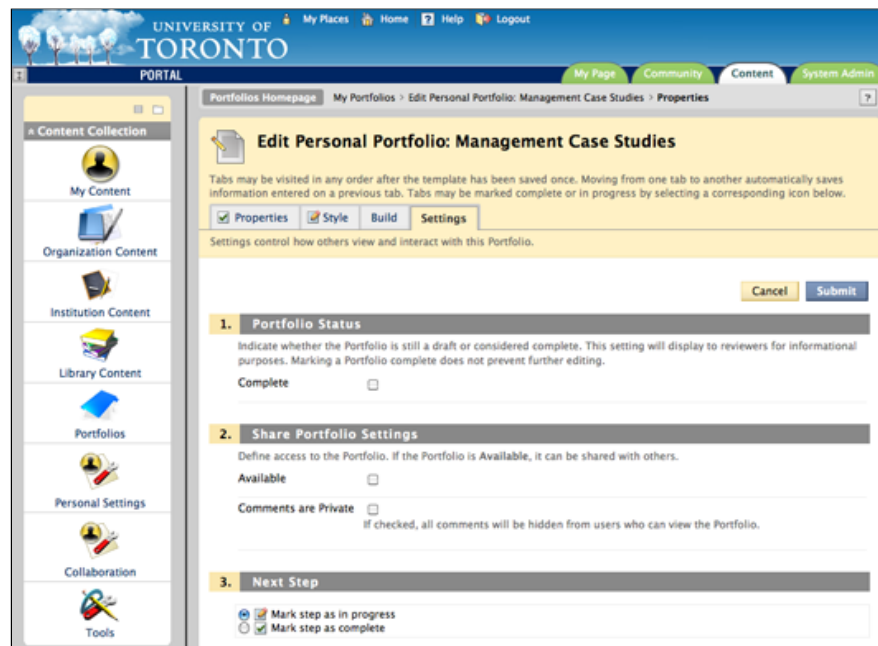 UNIVERSITY OF
TORONTO
My Places Home ? Help Logout
PORTAL
My Page Community Content System Admin
Portfolios Homepage My Portfolios > Edit Personal Portfolio: Management Case Studies > Properties ?
Content Collection
My Content
Organization Content
Institution Content
Library Content
Portfolios
Personal Settings
Collaboration
Tools
Edit Personal Portfolio: Management Case Studies
Tabs may be visited in any order after the template has been saved once. Moving from one tab to another automatically saves
information entered on a previous tab. Tabs may be marked complete or in progress by selecting a corresponding icon below.
Properties Style Build Settings
Settings control how others view and interact with this Portfolio.
Cancel Submit
1. Portfolio Status
Indicate whether the Portfolio is still a draft or considered complete. This setting will display to reviewers for informational
purposes. Marking a Portfolio complete does not prevent further editing.
Complete
2. Share Portfolio Settings
Define access to the Portfolio. If the Portfolio is Available, it can be shared with others.
Available
Comments are Private
If checked, all comments will be hidden from users who can view the Portfolio.
3. Next Step
Mark step as in progress
Mark step as complete